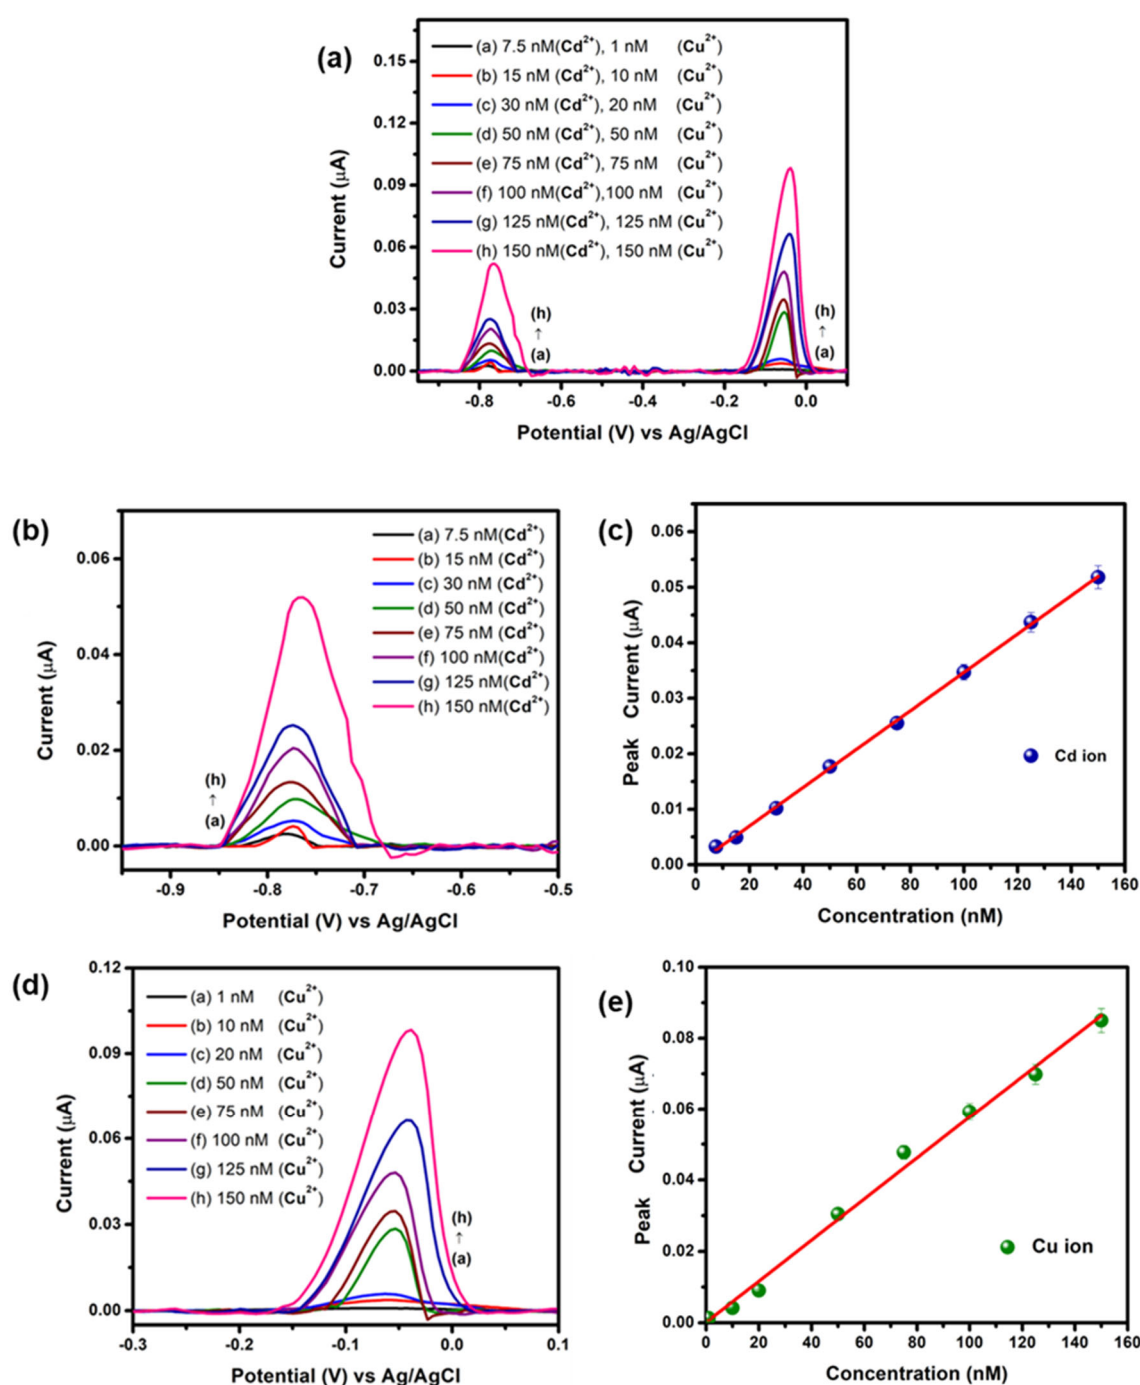 (a)
(a) 7.5 nM(Cd²⁺), 1 nM (Cu²⁺)
(b) 15 nM (Cd²⁺), 10 nM (Cu²⁺)
(c) 30 nM (Cd²⁺), 20 nM (Cu²⁺)
(d) 50 nM (Cd²⁺), 50 nM (Cu²⁺)
(e) 75 nM (Cd²⁺), 75 nM (Cu²⁺)
(f) 100 nM(Cd²⁺),100 nM (Cu²⁺)
(g) 125 nM(Cd²⁺), 125 nM (Cu²⁺)
(h) 150 nM(Cd²⁺), 150 nM (Cu²⁺)
0.15
0.12
0.09
0.06
0.03
0.00
Current (μA)
(h)
↑
(a)
(h)
↑
(a)
-0.8 -0.6 -0.4 -0.2 0.0
Potential (V) vs Ag/AgCl
(b)
(a) 7.5 nM(Cd²⁺)
(b) 15 nM (Cd²⁺)
(c) 30 nM (Cd²⁺)
(d) 50 nM (Cd²⁺)
(e) 75 nM (Cd²⁺)
(f) 100 nM(Cd²⁺)
(g) 125 nM(Cd²⁺)
(h) 150 nM(Cd²⁺)
0.06
0.04
0.02
0.00
Current (μA)
(h)
↑
(a)
-0.9 -0.8 -0.7 -0.6 -0.5
Potential (V) vs Ag/AgCl
(c)
0.06
0.05
0.04
0.03
0.02
0.01
0.00
Peak Current (μA)
Cd ion
0 20 40 60 80 100 120 140 160
Concentration (nM)
(d)
(a) 1 nM (Cu²⁺)
(b) 10 nM (Cu²⁺)
(c) 20 nM (Cu²⁺)
(d) 50 nM (Cu²⁺)
(e) 75 nM (Cu²⁺)
(f) 100 nM (Cu²⁺)
(g) 125 nM (Cu²⁺)
(h) 150 nM (Cu²⁺)
0.12
0.09
0.06
0.03
0.00
Current (μA)
(h)
↑
(a)
-0.3 -0.2 -0.1 0.0 0.1
Potential (V) vs Ag/AgCl
(e)
0.10
0.08
0.06
0.04
0.02
0.00
Peak Current (μA)
Cu ion
0 20 40 60 80 100 120 140 160
Concentration (nM)